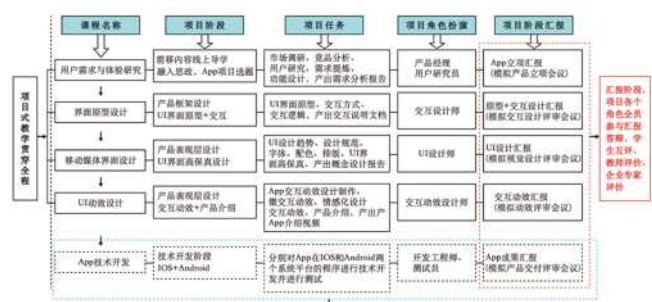 课程名称
项目阶段
项目任务
项目角色扮演
项目阶段汇报
项目式教学贯穿全程
用户需求与体验研究
前移内容线上导学
融入思政、App项目选题
市场调研、竞品分析、
用户研究、需求提炼、
功能设计、产出需求分析报告
产品经理
用户研究员
App立项汇报
(模拟产品立项会议)
界面原型设计
产品框架设计
UI界面原型+交互
UI界面原型、交互方式、
交互逻辑、产出交互说明文档
交互设计师
原型+交互设计汇报
(模拟交互设计评审会议)
移动媒体界面设计
产品表现层设计
UI界面高保真设计
UI设计趋势、设计规范、
字体、配色、排版、UI界
面高保真、产出概念设计报告
UI设计师
UI设计汇报
(模拟视觉设计评审会议)
UI动效设计
产品表现层设计
交互动效+产品介绍
App交互动效设计制作、
微交互动效、情感化设计
交互动效、产品介绍、产出产
App介绍视频
交互动效设计师
交互动效汇报
(模拟动效评审会议)
App技术开发
技术开发阶段
IOS+Android
分别对App在IOS和Android两
个系统平台的程序进行技术开
发并进行测试
开发工程师、
测试员
App成果汇报
(模拟产品交付评审会议)
汇报阶段、
项目各个
角色全员
参与汇报
答辩、学
生互评、
教师评价、
企业专家
评价